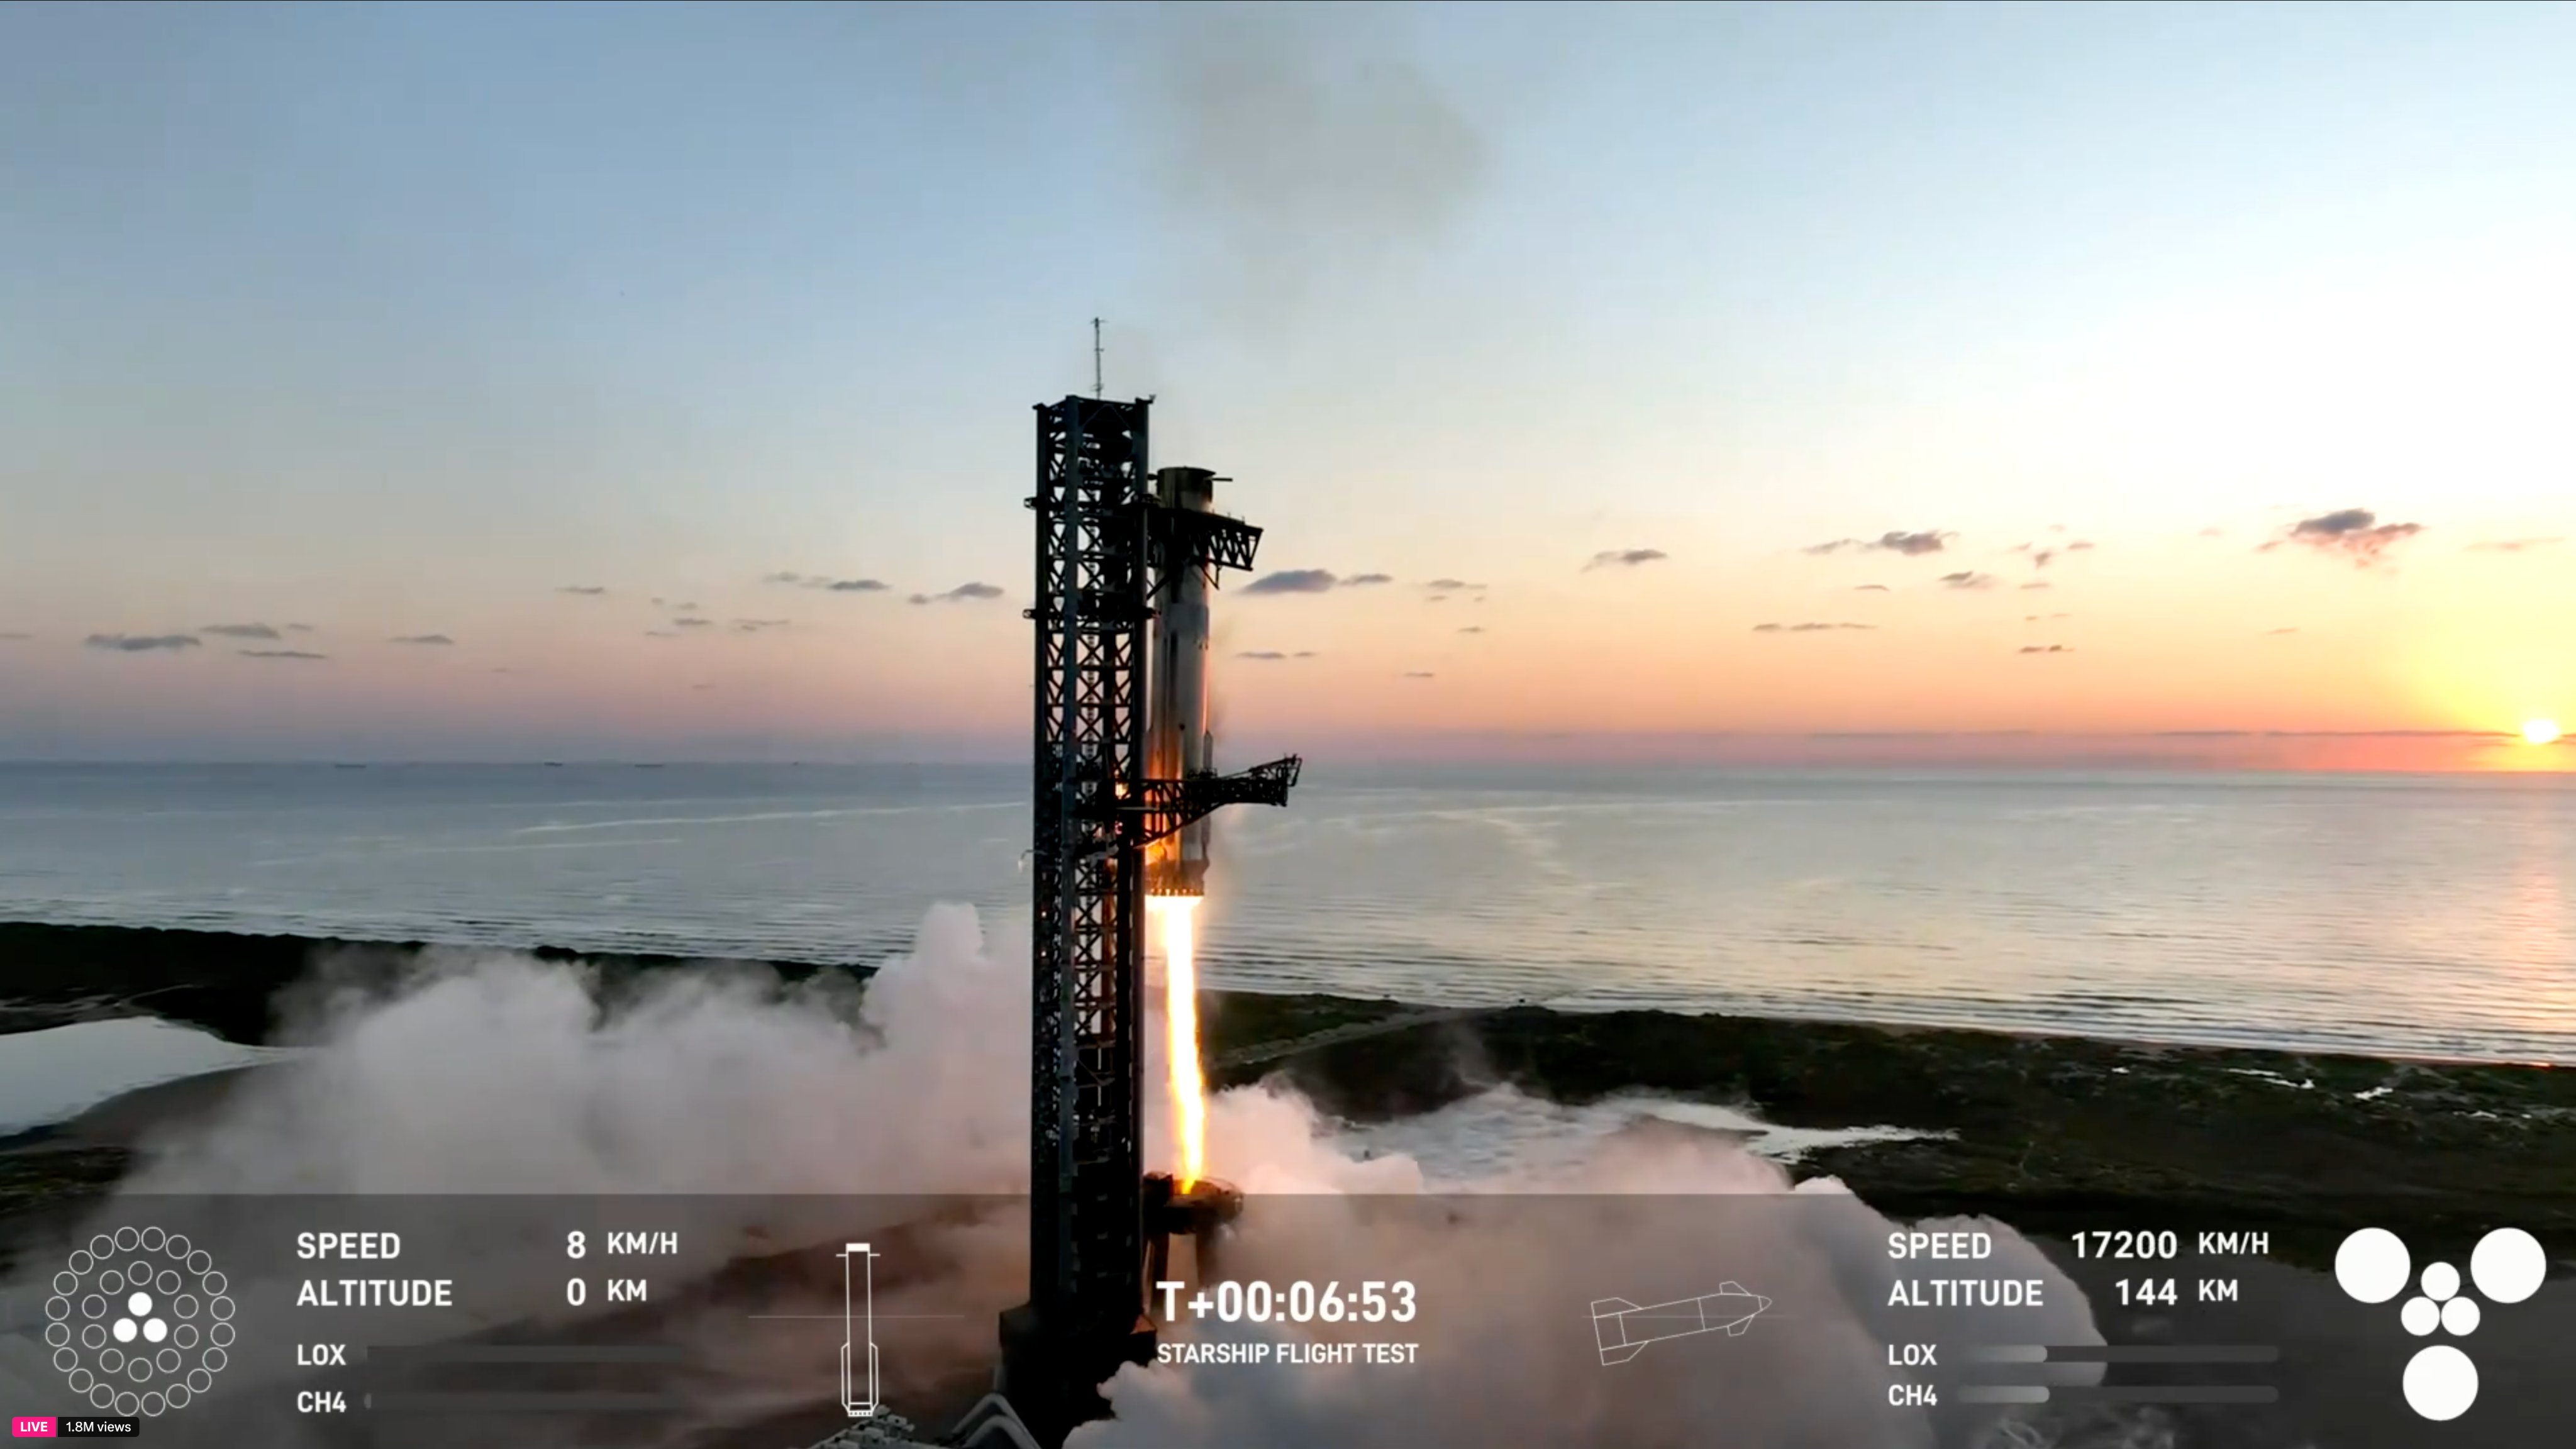 SPEED 8 KM/H
ALTITUDE 0 KM
LOX
CH4
T+00:06:53
STARSHIP FLIGHT TEST
SPEED 17200 KM/H
ALTITUDE 144 KM
LOX
CH4
LIVE 1.8M views